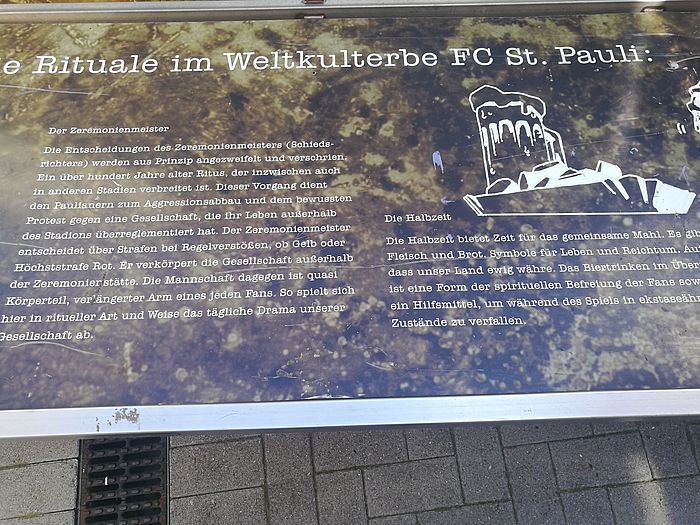 e Rituale im Weltkulterbe FC St. Pauli:
Der Zeremonienmeister
Die Entscheidungen des Zeremonienmeisters (Schieds-
richters) werden aus Prinzip angezweifelt und verschrien.
Ein über hundert Jahre alter Ritus, der inzwischen auch
in anderen Stadien verbreitet ist. Dieser Vorgang dient
den Paulianern zum Aggressionsabbau und dem bewussten
Protest gegen eine Gesellschaft, die ihr Leben außerhalb
des Stadions überreglementiert hat. Der Zeremonienmeister
entscheidet über Strafen bei Regelverstößen, ob Gelb oder
Höchststrafe Rot. Er verkörpert die Gesellschaft außerhalb
der Zeremonierstätte. Die Mannschaft dagegen ist quasi
Körperteil, verlängerter Arm eines jeden Fans. So spielt sich
hier in ritueller Art und Weise das tägliche Drama unserer
Gesellschaft ab.
Die Halbzeit
Die Halbzeit bietet Zeit für das gemeinsame Mahl. Es gib
Fleisch und Brot. Symbole für Leben und Reichtum. Au
dass unser Land ewig währe. Das Biertrinken im Über
ist eine Form der spirituellen Befreiung der Fans sow
ein Hilfsmittel, um während des Spiels in ekstaseähn
Zustände zu verfallen.